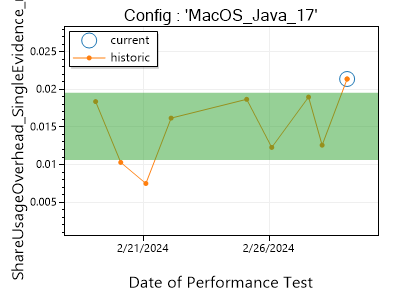 Config : 'MacOS_Java_17'
ShareUsageOverhead_SingleEvidence_
current
historic
0.025
0.02
0.015
0.01
0.005
2/21/2024
2/26/2024
Date of Performance Test